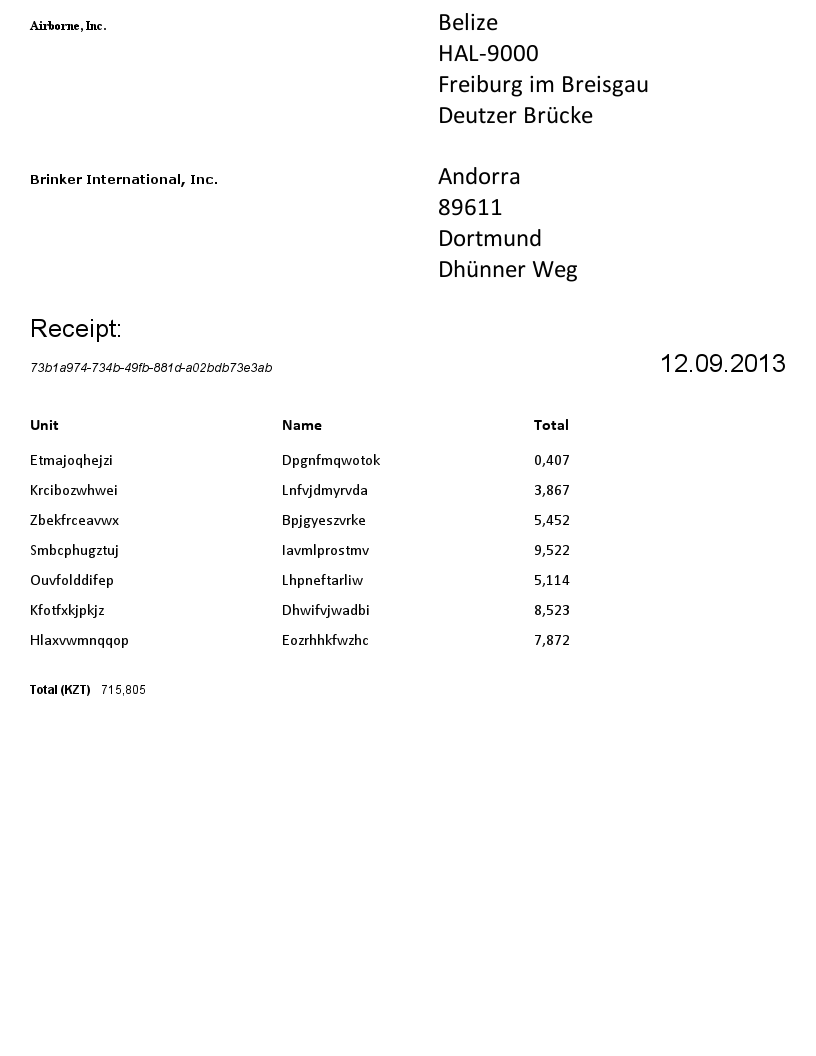 Airborne, Inc.
Belize
HAL-9000
Freiburg im Breisgau
Deutzer Brücke
Brinker International, Inc.
Andorra
89611
Dortmund
Dhünner Weg
Receipt:
73b1a974-734b-49fb-881d-a02bdb73e3ab
12.09.2013
Unit Name Total
Etmajoqhejzi Dpgnfmqwotok 0,407
Krcibozwhwei Lnfvjdmyrvda 3,867
Zbekfrceavwx Bpjgyeszvrke 5,452
Smbcphugztuj Iavmlprostmv 9,522
Ouvfolddifep Lhpneftarliw 5,114
Kfotfxkjpkjz Dhwifvjwadbi 8,523
Hlaxvwmnqqop Eozrhhkfwzhc 7,872
Total (KZT) 715,805